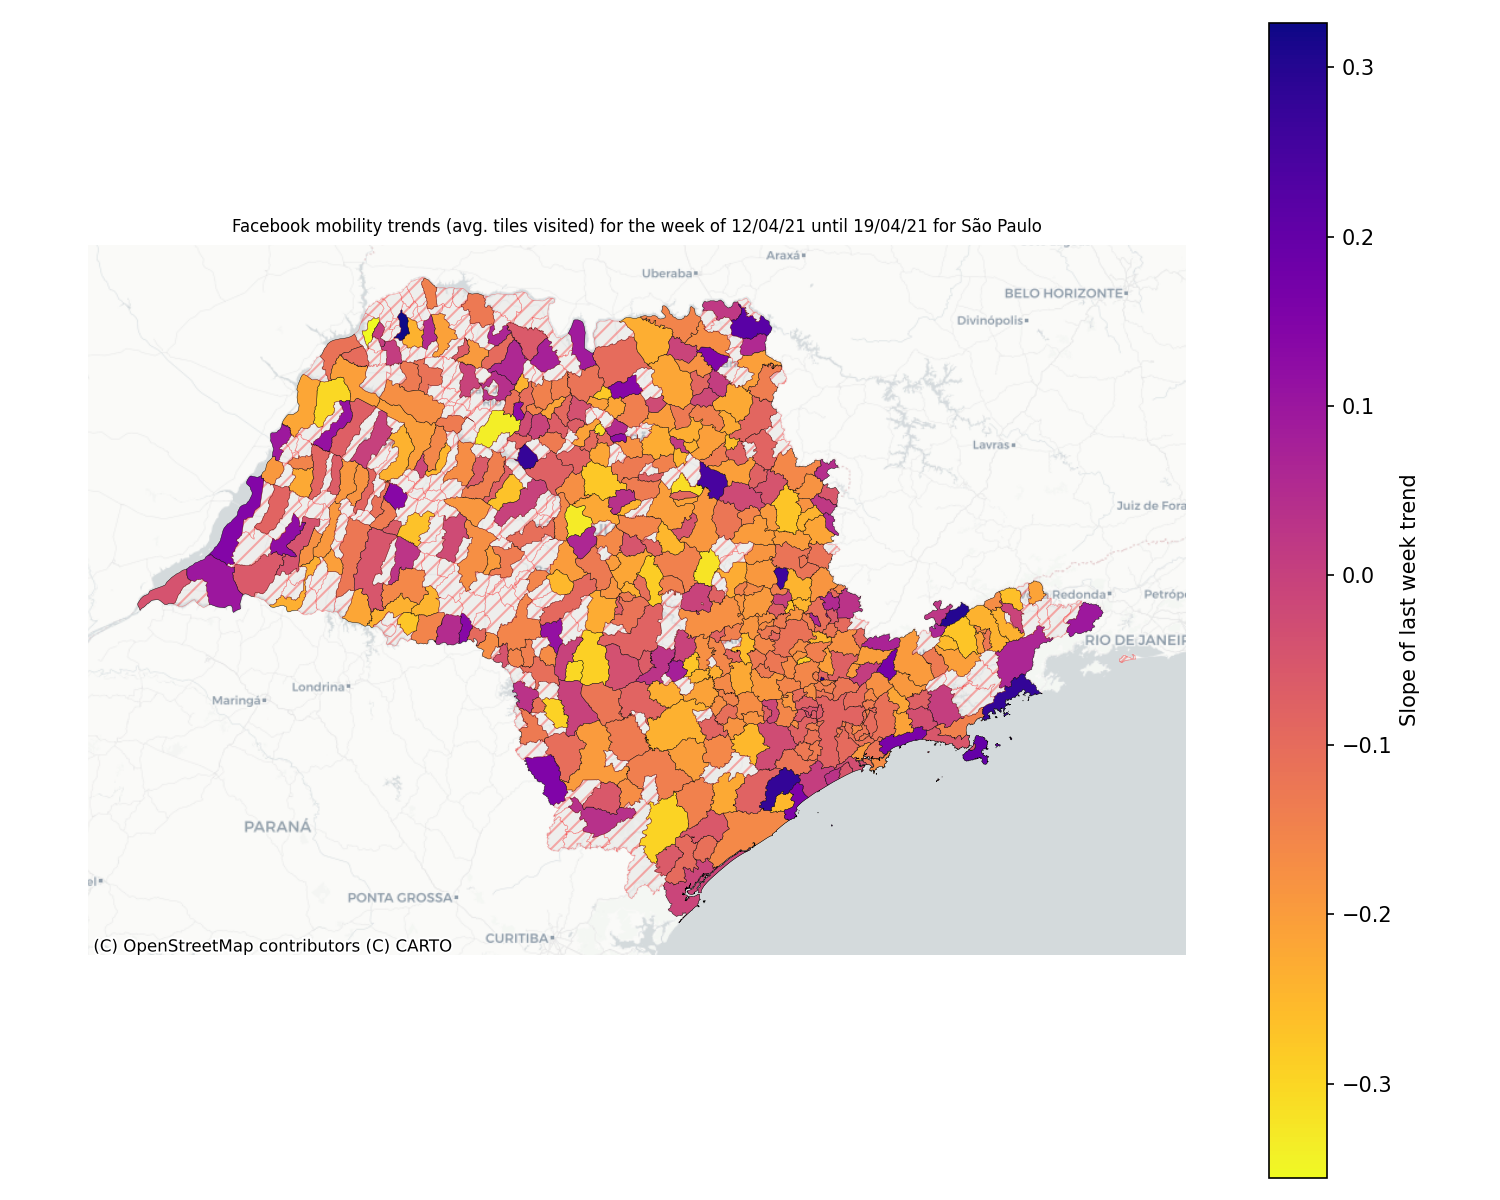 Facebook mobility trends (avg. tiles visited) for the week of 12/04/21 until 19/04/21 for São Paulo
Araxá
Uberaba
BELO HORIZONTE
Divinópolis
Lavras
Juiz de Fora
Redonda
Petróp
RIO DE JANEIR
Londrina
Maringá
PARANÁ
el
PONTA GROSSA
CURITIBA
(C) OpenStreetMap contributors (C) CARTO
0.3
0.2
0.1
0.0
−0.1
−0.2
−0.3
Slope of last week trend